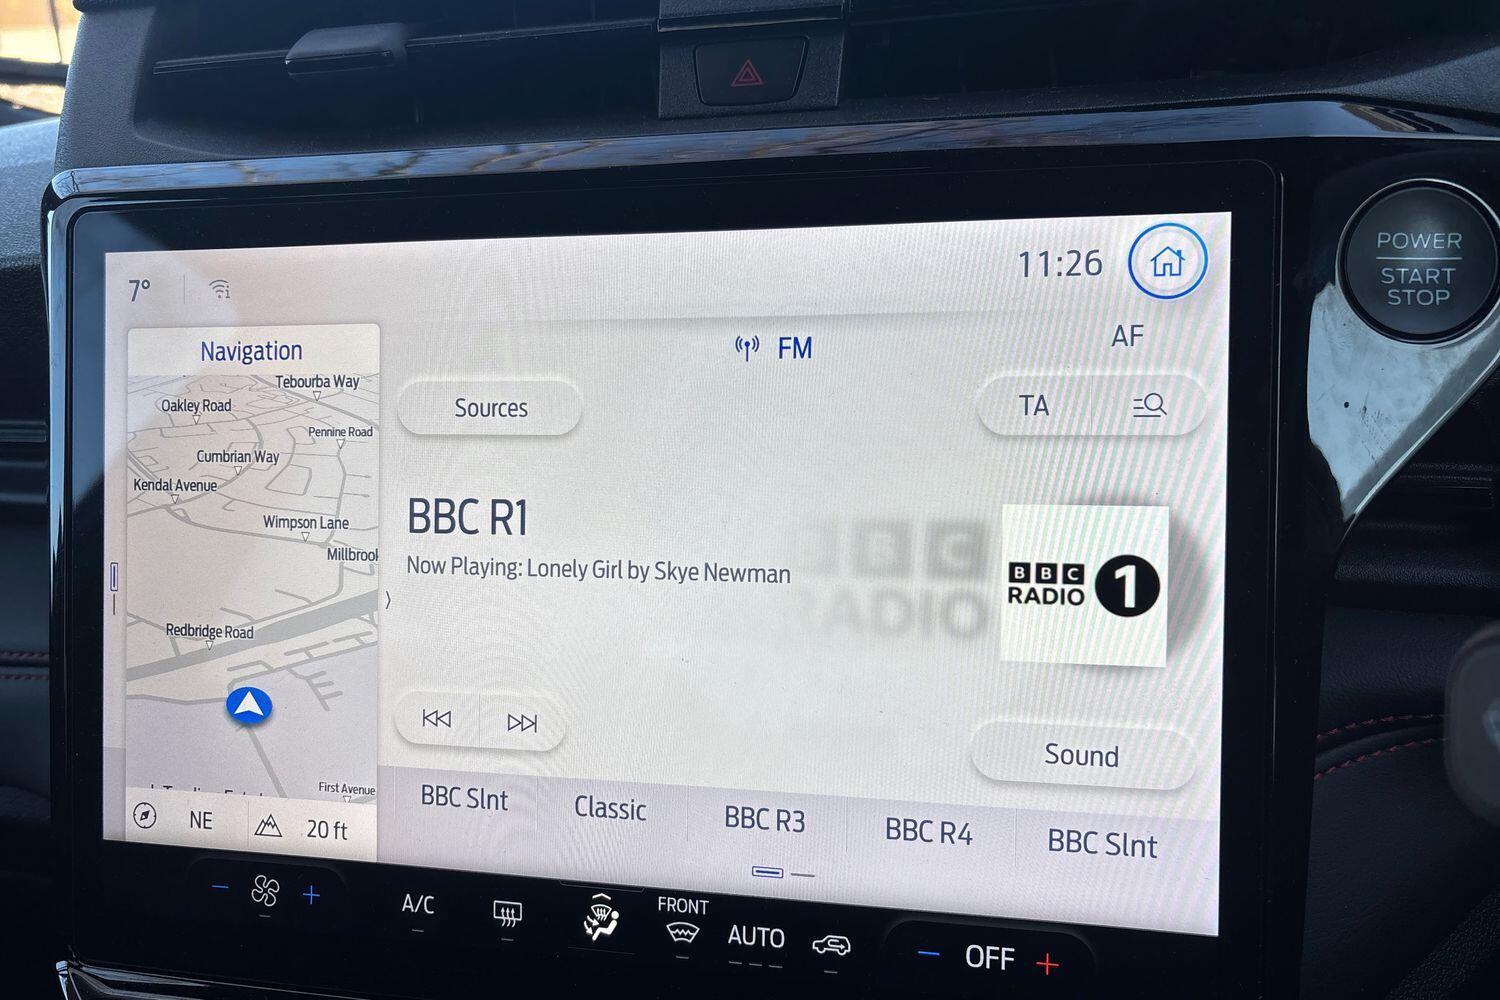 POWER
START
STOP
7°
11:26
Navigation
FM
AF
Tebourba Way
Oakley Road
Pennine Road
Cumbrian Way
Kendal Avenue
Wimpson Lane
Millbrook
Redbridge Road
First Avenue
NE
20 ft
Sources
TA
BBC R1
Now Playing: Lonely Girl by Skye Newman
BBC
RADIO
BBC
RADIO 1
Sound
BBC Slnt
Classic
BBC R3
BBC R4
BBC Slnt
A/C
FRONT
AUTO
OFF